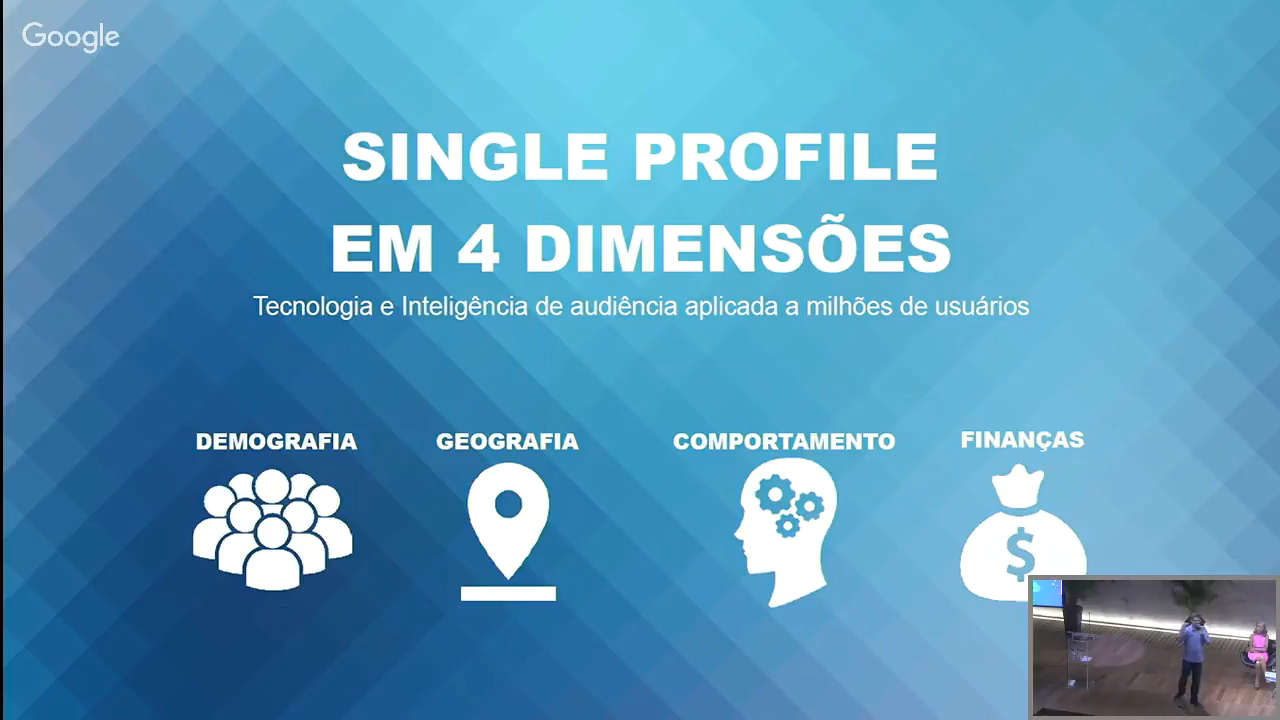 Google
SINGLE PROFILE
EM 4 DIMENSÕES
Tecnologia e Inteligência de audiência aplicada a milhões de usuários
DEMOGRAFIA
GEOGRAFIA
COMPORTAMENTO
FINANÇAS
$